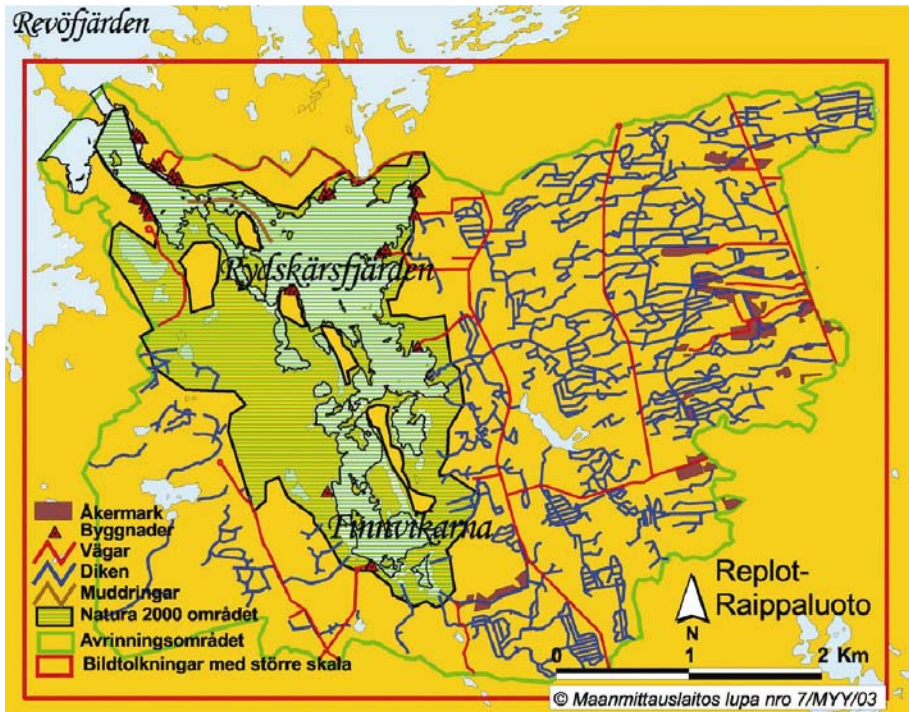 Revöfjärden
Rydskärsfjärden
Finnvikarna
Åkermark
Byggnader
Vägar
Diken
Muddringar
Natura 2000 området
Avrinningsområdet
Bildtolkningar med större skala
Replot-
Raippaluoto
N
0 1 2 Km
© Maanmittauslaitos lupa nro 7/MYY/03